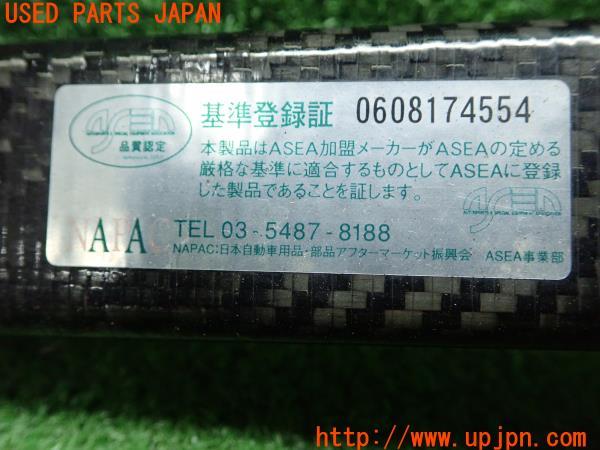 USED PARTS JAPAN
ASEA
品質認定
基準登録証 0608174554
本製品はASEA加盟メーカーがASEAの定める
厳格な基準に適合するものとしてASEAに登録
した製品であることを証します。
ASEA
NAPAC
TEL 03-5487-8188
NAPAC:日本自動車用品・部品アフターマーケット振興会 ASEA事業部
http://www.upjpn.com/